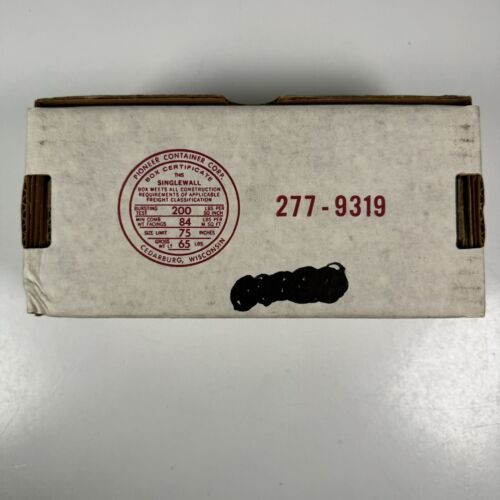 PIONEER CONTAINER CORP.
BOX CERTIFICATE
THIS
SINGLEWALL
BOX MEETS ALL CONSTRUCTION
REQUIREMENTS OF APPLICABLE
FREIGHT CLASSIFICATION
BURSTING TEST 200 LBS PER SQ INCH
MIN COMB WT FACINGS 84 LBS PER M SQ FT
SIZE LIMIT 75 INCHES
GROSS WT LT 65 LBS
CEDARBURG, WISCONSIN
277-9319